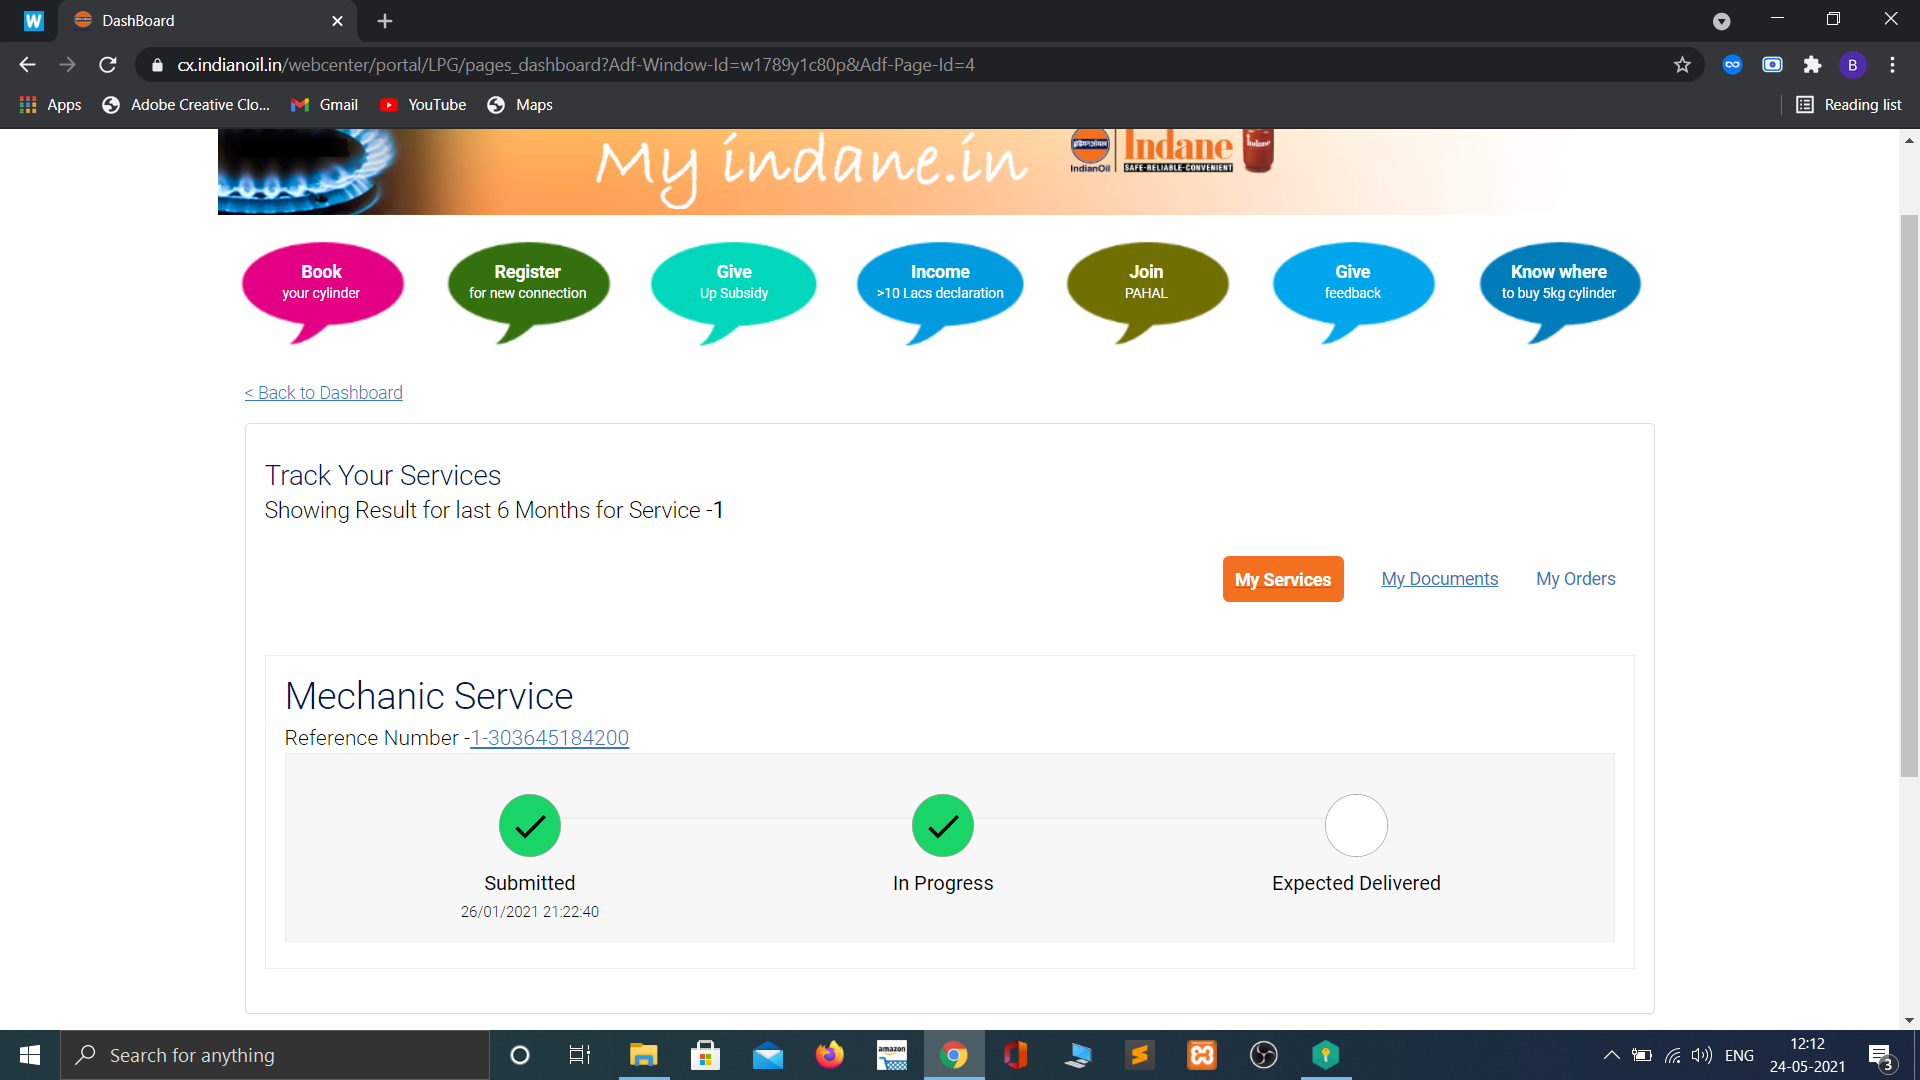 DashBoard
cx.indianoil.in/webcenter/portal/LPG/pages_dashboard?Adf-Window-Id=w1789y1c80p&Adf-Page-Id=4
B
Apps
Adobe Creative Clo...
Gmail
YouTube
Maps
Reading list
My indane.in
इंडियनऑयल
IndianOil
Indane
SAFE-RELIABLE-CONVENIENT
Indane
Book
your cylinder
Register
for new connection
Give
Up Subsidy
Income
>10 Lacs declaration
Join
PAHAL
Give
feedback
Know where
to buy 5kg cylinder
< Back to Dashboard
Track Your Services
Showing Result for last 6 Months for Service -1
My Services
My Documents
My Orders
Mechanic Service
Reference Number -1-303645184200
Submitted
26/01/2021 21:22:40
In Progress
Expected Delivered
Search for anything
amazon
ENG
12:12
24-05-2021
3